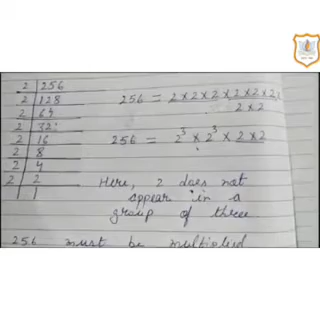 2 | 256
2 | 128
2 | 64
2 | 32
2 | 16
2 | 8
2 | 4
2 | 2
1
256 = 2 × 2 × 2 × 2 × 2 × 2 ×
2 × 2
256 = 2³ × 2³ × 2 × 2
Here, 2 does not
appear in a
group of three
256 must be multiplied